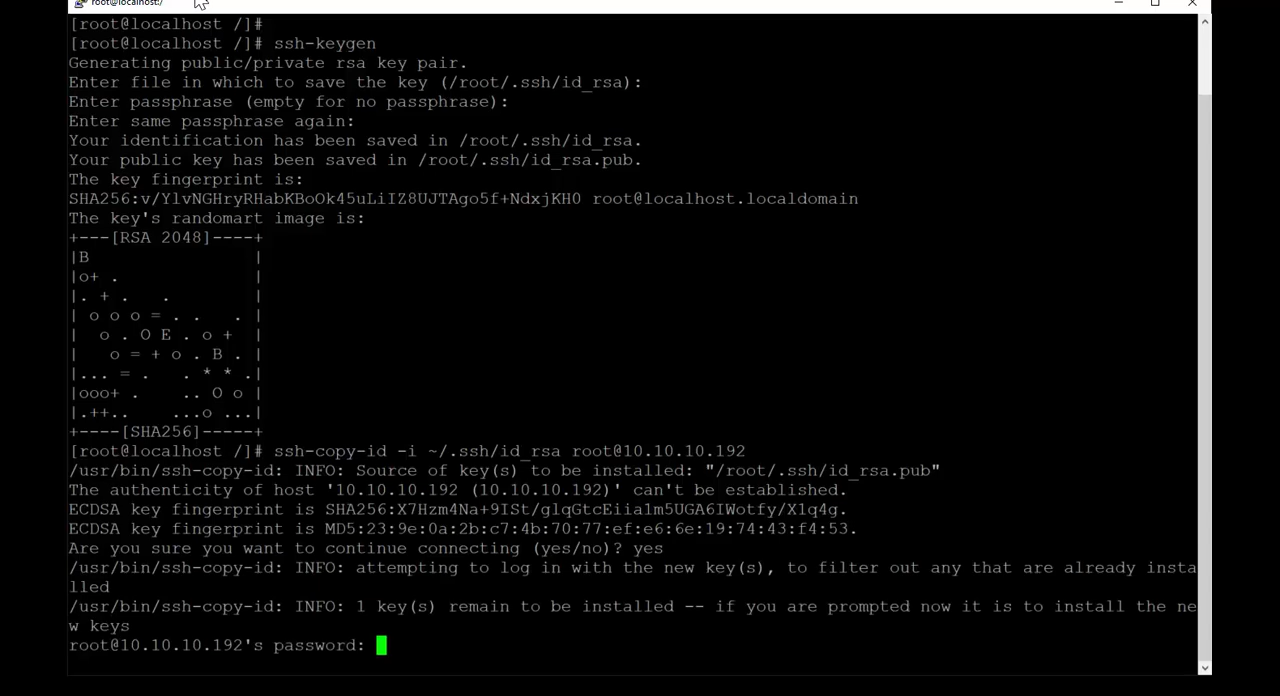 root@localhost:/
[root@localhost /]#
[root@localhost /]# ssh-keygen
Generating public/private rsa key pair.
Enter file in which to save the key (/root/.ssh/id_rsa):
Enter passphrase (empty for no passphrase):
Enter same passphrase again:
Your identification has been saved in /root/.ssh/id_rsa.
Your public key has been saved in /root/.ssh/id_rsa.pub.
The key fingerprint is:
SHA256:v/YlvNGHryRHabKBoOk45uLiIZ8UJTAgo5f+NdxjKH0 root@localhost.localdomain
The key's randomart image is:
+---[RSA 2048]----+
|B                |
|o+ .             |
|. + .   .        |
| o o o = . .   . |
|  o . O E . o +  |
|   o = + o . B . |
|... = .   . * * .|
|ooo+ .    .. O o |
|.++..    ...o ...|
+----[SHA256]-----+
[root@localhost /]# ssh-copy-id -i ~/.ssh/id_rsa root@10.10.10.192
/usr/bin/ssh-copy-id: INFO: Source of key(s) to be installed: "/root/.ssh/id_rsa.pub"
The authenticity of host '10.10.10.192 (10.10.10.192)' can't be established.
ECDSA key fingerprint is SHA256:X7Hzm4Na+9ISt/glqGtcEiia1m5UGA6IWotfy/X1q4g.
ECDSA key fingerprint is MD5:23:9e:0a:2b:c7:4b:70:77:ef:e6:6e:19:74:43:f4:53.
Are you sure you want to continue connecting (yes/no)? yes
/usr/bin/ssh-copy-id: INFO: attempting to log in with the new key(s), to filter out any that are already insta
lled
/usr/bin/ssh-copy-id: INFO: 1 key(s) remain to be installed -- if you are prompted now it is to install the ne
w keys
root@10.10.10.192's password: